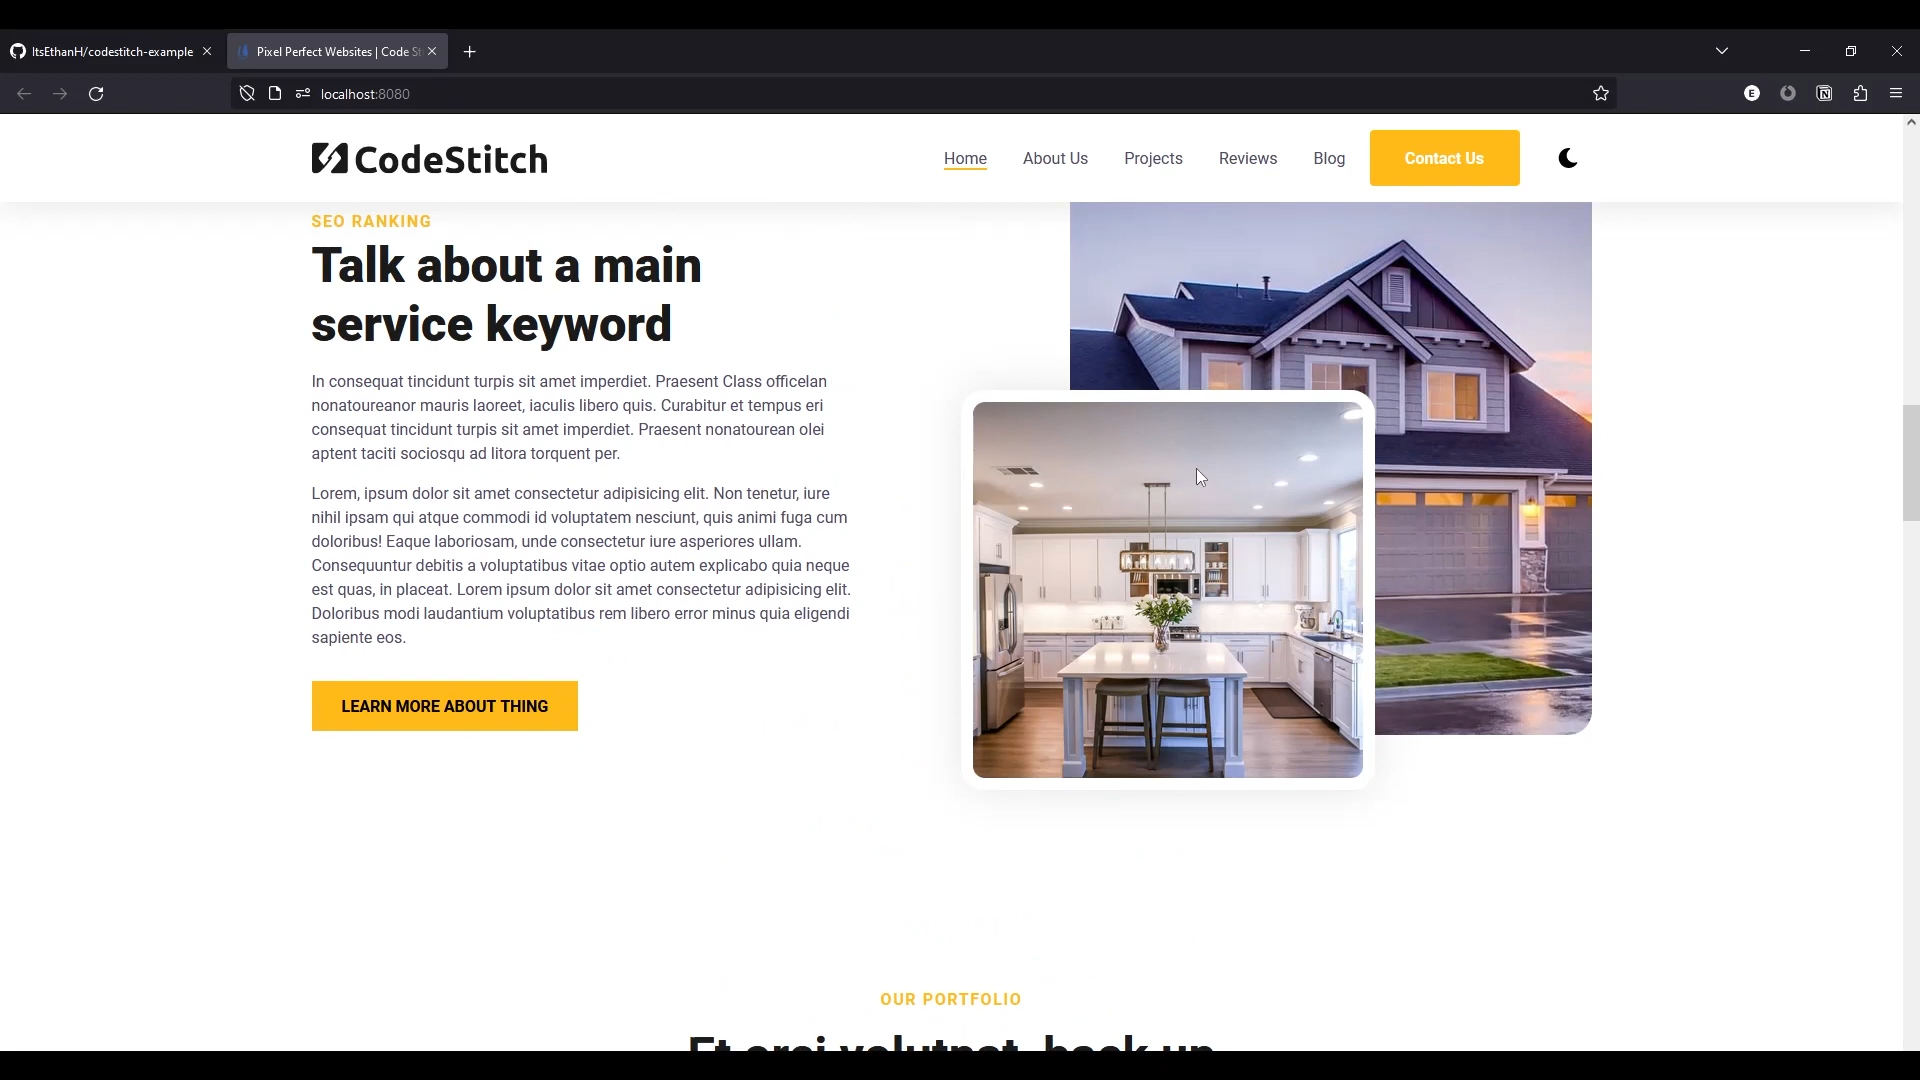 ItsEthanH/codestitch-example
Pixel Perfect Websites | Code St
localhost:8080
E
N
CodeStitch
Home
About Us
Projects
Reviews
Blog
Contact Us
SEO RANKING
Talk about a main
service keyword
In consequat tincidunt turpis sit amet imperdiet. Praesent Class officelan
nonatoureanor mauris laoreet, iaculis libero quis. Curabitur et tempus eri
consequat tincidunt turpis sit amet imperdiet. Praesent nonatourean olei
aptent taciti sociosqu ad litora torquent per.
Lorem, ipsum dolor sit amet consectetur adipisicing elit. Non tenetur, iure
nihil ipsam qui atque commodi id voluptatem nesciunt, quis animi fuga cum
doloribus! Eaque laboriosam, unde consectetur iure asperiores ullam.
Consequuntur debitis a voluptatibus vitae optio autem explicabo quia neque
est quas, in placeat. Lorem ipsum dolor sit amet consectetur adipisicing elit.
Doloribus modi laudantium voluptatibus rem libero error minus quia eligendi
sapiente eos.
LEARN MORE ABOUT THING
OUR PORTFOLIO
Et orci volutpat, back up